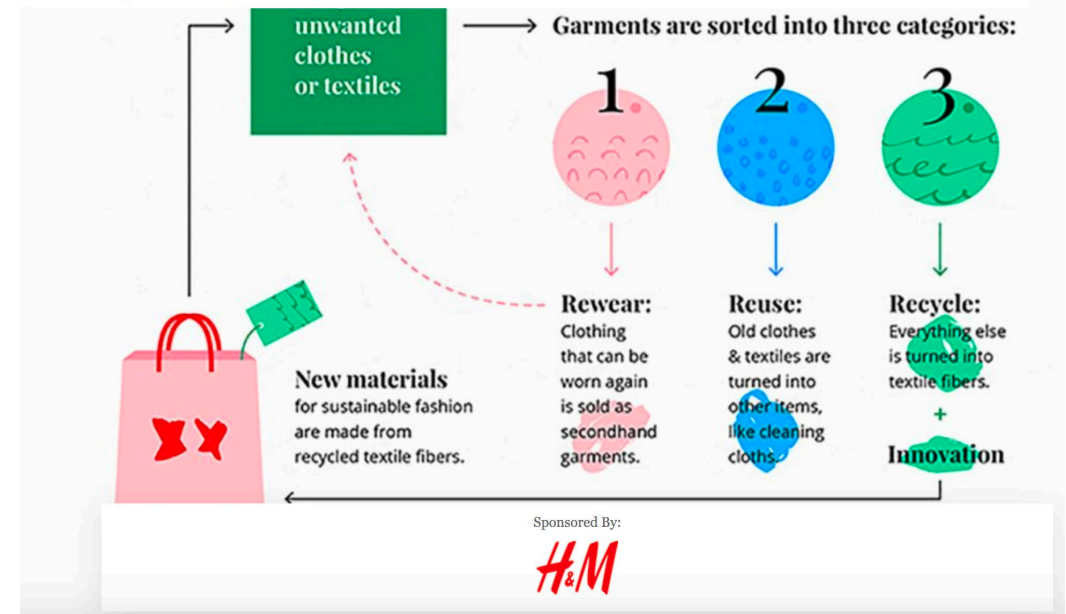 unwanted
clothes
or textiles
Garments are sorted into three categories:
1
2
3
Rewear:
Clothing
that can be
worn again
is sold as
secondhand
garments.
Reuse:
Old clothes
& textiles are
turned into
other items,
like cleaning
cloths.
Recycle:
Everything else
is turned into
textile fibers.
+
Innovation
New materials
for sustainable fashion
are made from
recycled textile fibers.
Sponsored By:
H&M